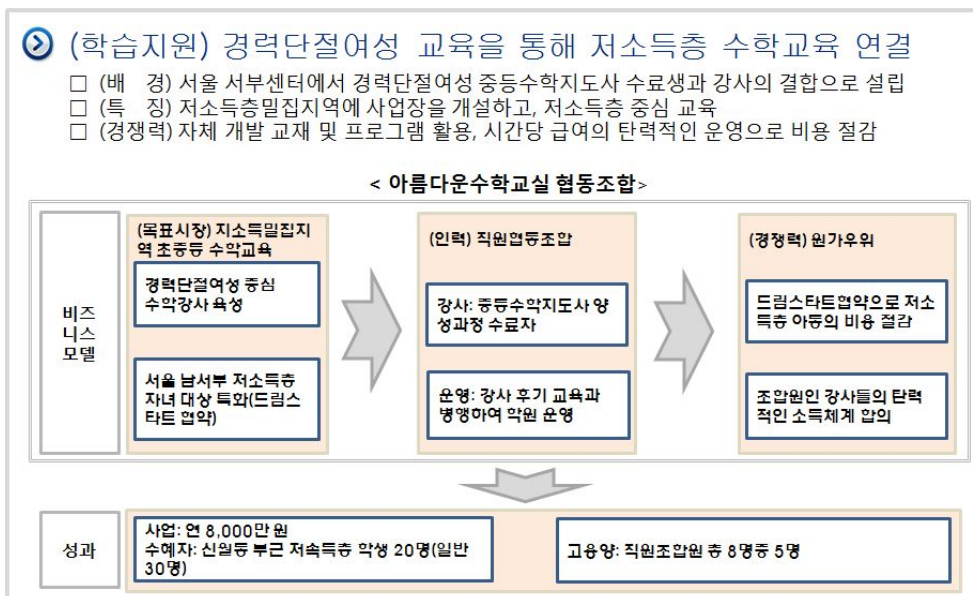 (학습지원) 경력단절여성 교육을 통해 저소득층 수학교육 연결
□ (배 경) 서울 서부센터에서 경력단절여성 중등수학지도사 수료생과 강사의 결합으로 설립
□ (특 징) 저소득층밀집지역에 사업장을 개설하고, 저소득층 중심 교육
□ (경쟁력) 자체 개발 교재 및 프로그램 활용, 시간당 급여의 탄력적인 운영으로 비용 절감
< 아름다운수학교실 협동조합>
비즈
니스
모델
(목표시장) 지소득밀집지
역 초중등 수학교육
경력단절여성 중심
수학강사 육성
서울 남서부 저소득층
자녀 대상 특화(드림스
타트 협약)
(인력) 직원협동조합
강사: 중등수학지도사 양
성과정 수료자
운영: 강사 후기 교육과
병행하여 학원 운영
(경쟁력) 원가우위
드림스타트협약으로 저소
득층 아동의 비용 절감
조합원인 강사들의 탄력
적인 소득체계 합의
성과
사업: 연 8,000만원
수혜자: 신월동 부근 저속득층 학생 20명(일반
30명)
고용양: 직원조합원 총 8명중 5명